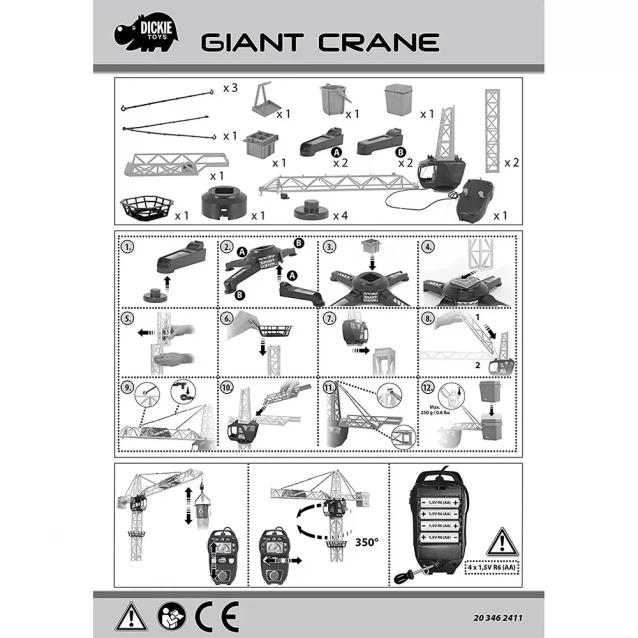 DICKIE
TOYS
GIANT CRANE
x 3
x 1
x 1
x 1
x 1
x 1
A
x 2
B
x 2
x 2
x 1
x 1
x 1
x 4
x 1
1.
2.
A
B
A
B
3.
4.
5.
6.
7.
8.
1
2
9.
10.
11.
12.
Max.
250 g / 0.6 lbs
350°
1,5V R6 (AA)
1,5V R6 (AA)
1,5V R6 (AA)
1,5V R6 (AA)
4 x 1,5V R6 (AA)
CE
20 346 2411